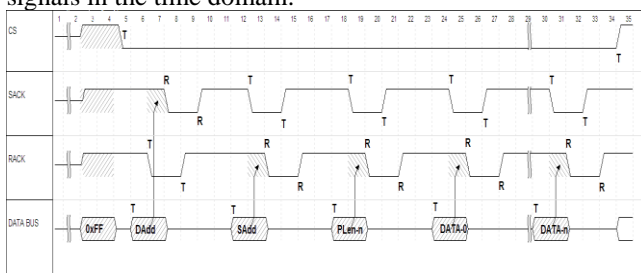 signals in the time domain.
1 2 3 4 5 6 7 8 9 10 11 12 13 14 15 16 17 18 19 20 21 22 23 24 25 26 27 28 29 30 31 32 33 34 35
CS T T
SACK R R T T T T T T T T
RACK T T R R R R R R R R
DATA BUS 0xFF T DAdd T SAdd T PLen-n T DATA-0 T DATA-n